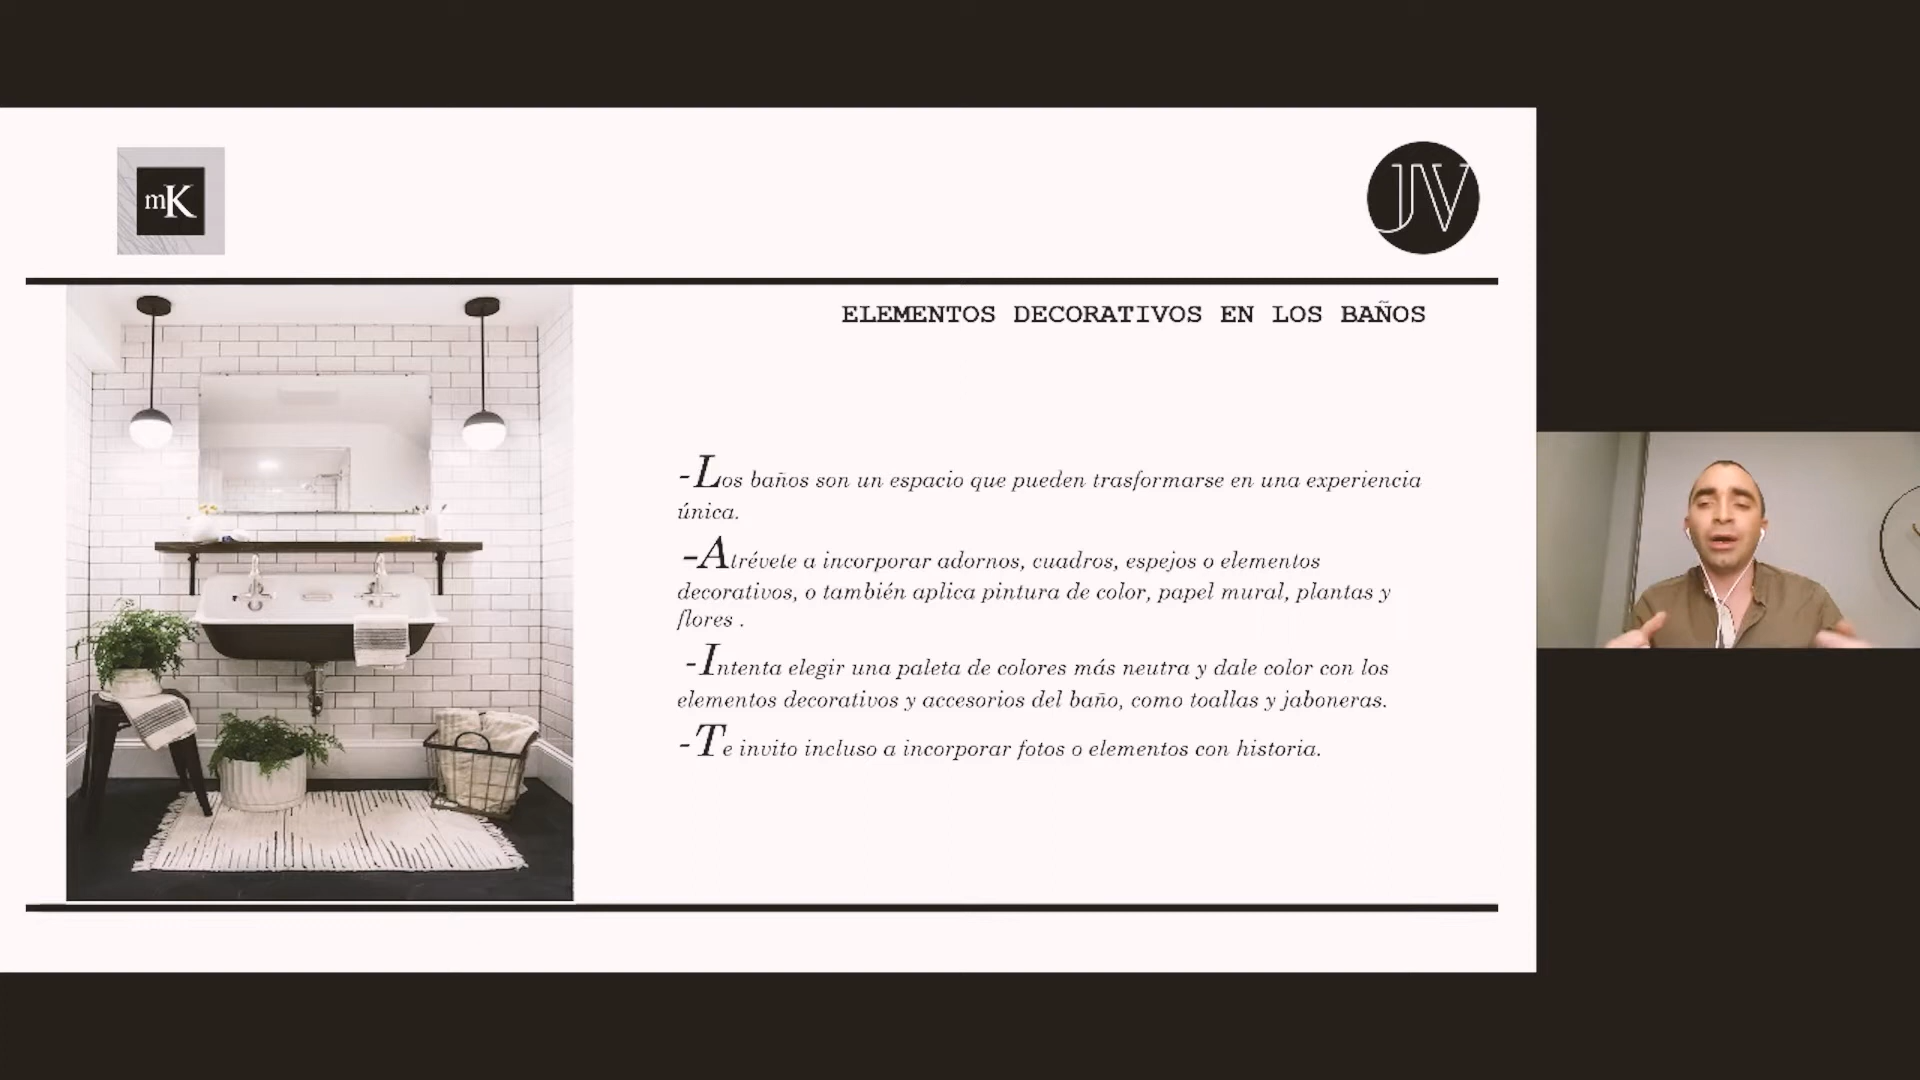 mK
JV
ELEMENTOS DECORATIVOS EN LOS BAÑOS
-Los baños son un espacio que pueden trasformarse en una experiencia
única.
-Atrévete a incorporar adornos, cuadros, espejos o elementos
decorativos, o también aplica pintura de color, papel mural, plantas y
flores .
-Intenta elegir una paleta de colores más neutra y dale color con los
elementos decorativos y accesorios del baño, como toallas y jaboneras.
-Te invito incluso a incorporar fotos o elementos con historia.